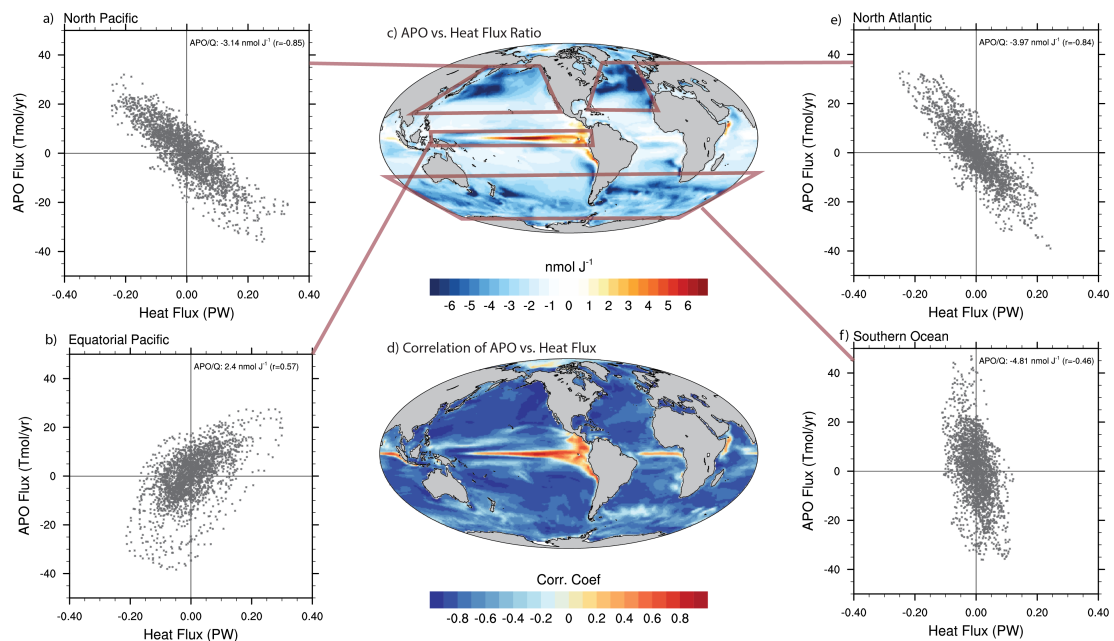 a) North Pacific
APO/Q: -3.14 nmol J⁻¹ (r=-0.85)
40
20
0
-20
-40
APO Flux (Tmol/yr)
-0.40 -0.20 0.00 0.20 0.40
Heat Flux (PW)
b) Equatorial Pacific
APO/Q: 2.4 nmol J⁻¹ (r=0.57)
40
20
0
-20
-40
APO Flux (Tmol/yr)
-0.40 -0.20 0.00 0.20 0.40
Heat Flux (PW)
c) APO vs. Heat Flux Ratio
nmol J⁻¹
-6 -5 -4 -3 -2 -1 0 1 2 3 4 5 6
d) Correlation of APO vs. Heat Flux
Corr. Coef
-0.8 -0.6 -0.4 -0.2 0 0.2 0.4 0.6 0.8
e) North Atlantic
APO/Q: -3.97 nmol J⁻¹ (r=-0.84)
40
20
0
-20
-40
APO Flux (Tmol/yr)
-0.40 -0.20 0.00 0.20 0.40
Heat Flux (PW)
f) Southern Ocean
APO/Q: -4.81 nmol J⁻¹ (r=-0.46)
40
20
0
-20
-40
APO Flux (Tmol/yr)
-0.40 -0.20 0.00 0.20 0.40
Heat Flux (PW)